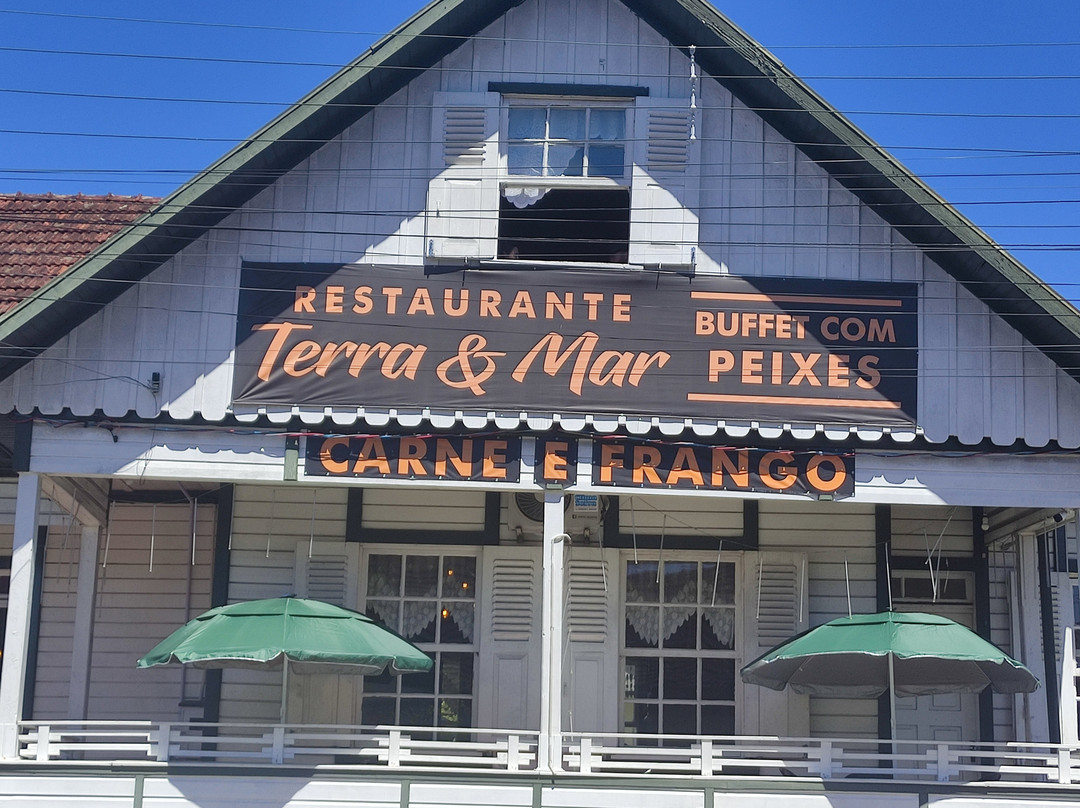 RESTAURANTE
Terra & Mar
BUFFET COM
PEIXES
CARNE E FRANGO